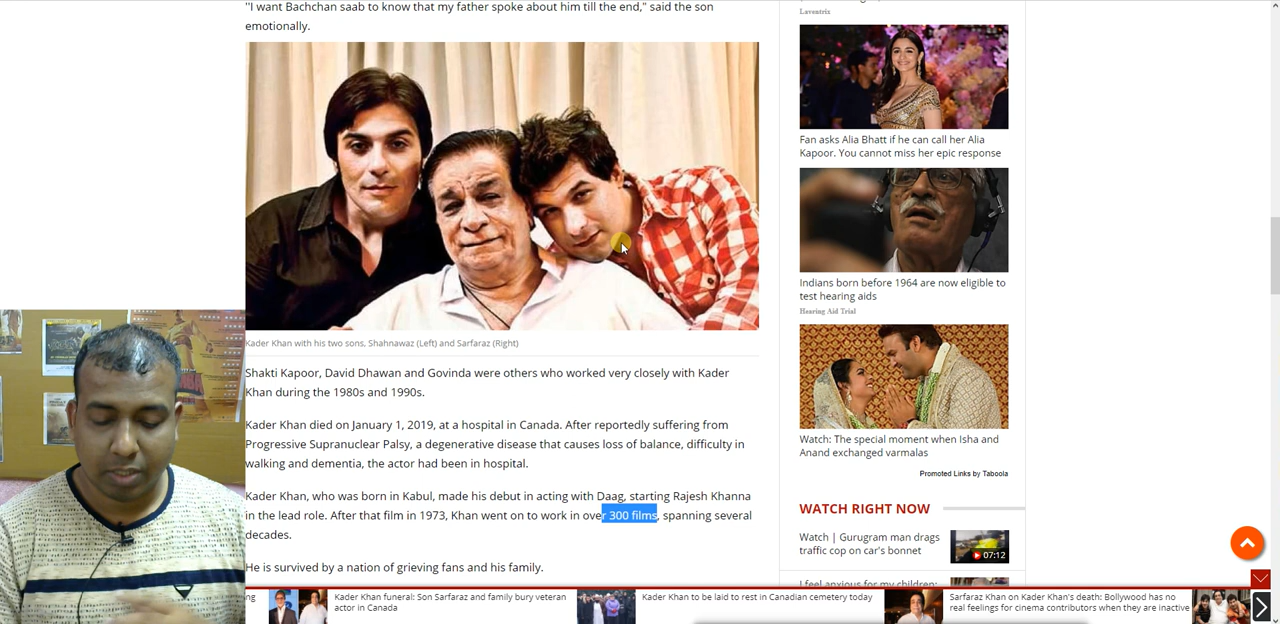 "I want Bachchan saab to know that my father spoke about him till the end," said the son
emotionally.
Kader Khan with his two sons, Shahnawaz (Left) and Sarfaraz (Right)
Shakti Kapoor, David Dhawan and Govinda were others who worked very closely with Kader
Khan during the 1980s and 1990s.
Kader Khan died on January 1, 2019, at a hospital in Canada. After reportedly suffering from
Progressive Supranuclear Palsy, a degenerative disease that causes loss of balance, difficulty in
walking and dementia, the actor had been in hospital.
Kader Khan, who was born in Kabul, made his debut in acting with Daag, starting Rajesh Khanna
in the lead role. After that film in 1973, Khan went on to work in over 300 films, spanning several
decades.
He is survived by a nation of grieving fans and his family.
Laventrix
Fan asks Alia Bhatt if he can call her Alia
Kapoor. You cannot miss her epic response
Indians born before 1964 are now eligible to
test hearing aids
Hearing Aid Trial
Watch: The special moment when Isha and
Anand exchanged varmalas
Promoted Links by Taboola
WATCH RIGHT NOW
Watch | Gurugram man drags
traffic cop on car's bonnet
07:12
I feel anxious for my children:
ng
Kader Khan funeral: Son Sarfaraz and family bury veteran
actor in Canada
Kader Khan to be laid to rest in Canadian cemetery today
Sarfaraz Khan on Kader Khan's death: Bollywood has
no real feelings for cinema contributors when they are inactive